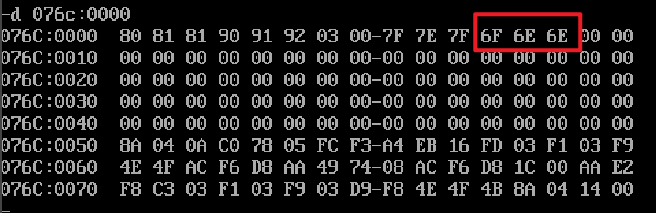 -d 076c:0000
076C:0000 80 81 81 90 91 92 03 00-7F 7E 7F 6F 6E 6E 00 00
076C:0010 00 00 00 00 00 00 00 00-00 00 00 00 00 00 00 00
076C:0020 00 00 00 00 00 00 00 00-00 00 00 00 00 00 00 00
076C:0030 00 00 00 00 00 00 00 00-00 00 00 00 00 00 00 00
076C:0040 00 00 00 00 00 00 00 00-00 00 00 00 00 00 00 00
076C:0050 8A 04 0A C0 78 05 FC F3-A4 EB 16 FD 03 F1 03 F9
076C:0060 4E 4F AC F6 D8 AA 49 74-08 AC F6 D8 1C 00 AA E2
076C:0070 F8 C3 03 F1 03 F9 03 D9-F8 4E 4F 4B 8A 04 14 00